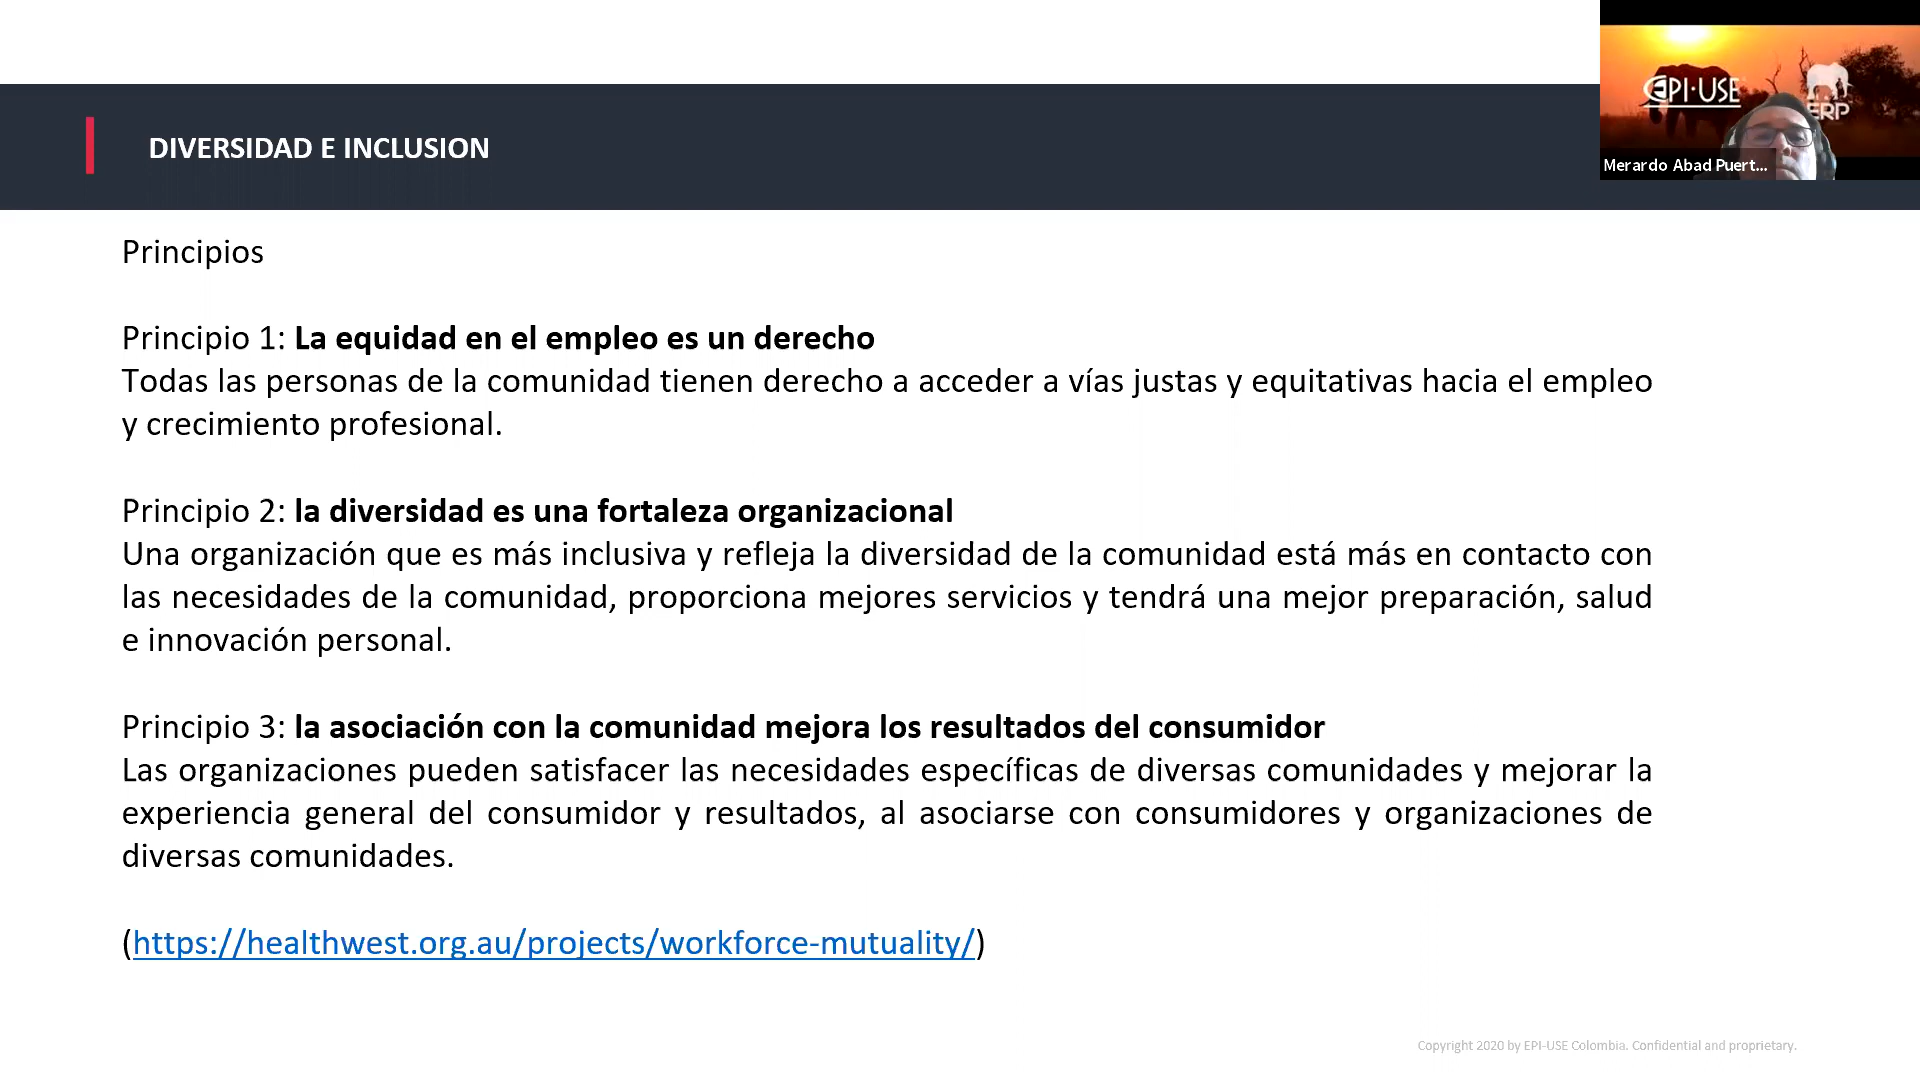 EPI·USE
ERP
Merardo Abad Puert...
DIVERSIDAD E INCLUSION
Principios
Principio 1: La equidad en el empleo es un derecho
Todas las personas de la comunidad tienen derecho a acceder a vías justas y equitativas hacia el empleo
y crecimiento profesional.
Principio 2: la diversidad es una fortaleza organizacional
Una organización que es más inclusiva y refleja la diversidad de la comunidad está más en contacto con
las necesidades de la comunidad, proporciona mejores servicios y tendrá una mejor preparación, salud
e innovación personal.
Principio 3: la asociación con la comunidad mejora los resultados del consumidor
Las organizaciones pueden satisfacer las necesidades específicas de diversas comunidades y mejorar la
experiencia general del consumidor y resultados, al asociarse con consumidores y organizaciones de
diversas comunidades.
(https://healthwest.org.au/projects/workforce-mutuality/)
Copyright 2020 by EPI-USE Colombia. Confidential and proprietary.